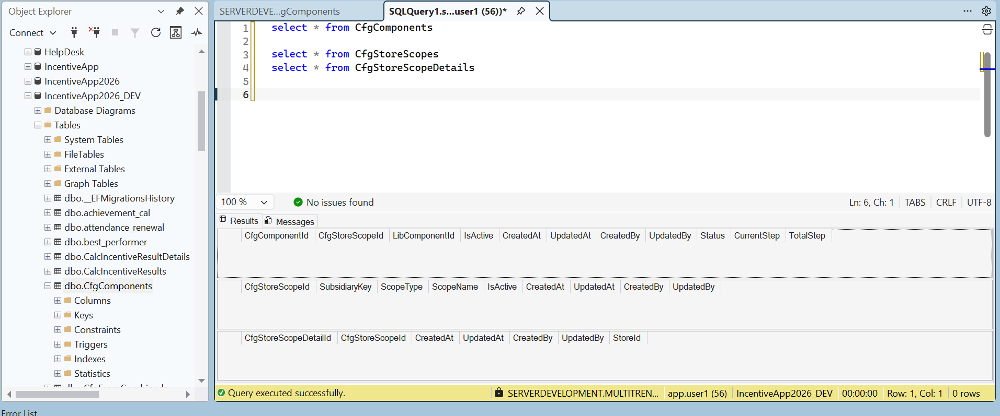 Object Explorer
Connect
HelpDesk
IncentiveApp
IncentiveApp2026
IncentiveApp2026_DEV
Database Diagrams
Tables
System Tables
FileTables
External Tables
Graph Tables
dbo.__EFMigrationsHistory
dbo.achievement_cal
dbo.attendance_renewal
dbo.best_performer
dbo.CalcIncentiveResultDetails
dbo.CalcIncentiveResults
dbo.CfgComponents
Columns
Keys
Constraints
Triggers
Indexes
Statistics
SERVERDEVE...gComponents
SQLQuery1.s...user1 (56))*
1 select * from CfgComponents
2
3 select * from CfgStoreScopes
4 select * from CfgStoreScopeDetails
5
6
100 % No issues found Ln: 6, Ch: 1 TABS CRLF UTF-8
Results Messages
CfgComponentId CfgStoreScopeId LibComponentId IsActive CreatedAt UpdatedAt CreatedBy UpdatedBy Status CurrentStep TotalStep
CfgStoreScopeId SubsidiaryKey ScopeType ScopeName IsActive CreatedAt UpdatedAt CreatedBy UpdatedBy
CfgStoreScopeDetailId CfgStoreScopeId CreatedAt UpdatedAt CreatedBy UpdatedBy StoreId
Query executed successfully. SERVERDEVELOPMENT.MULTITREN... app.user1 (56) IncentiveApp2026_DEV 00:00:00 Row: 1, Col: 1 0 rows
Error List